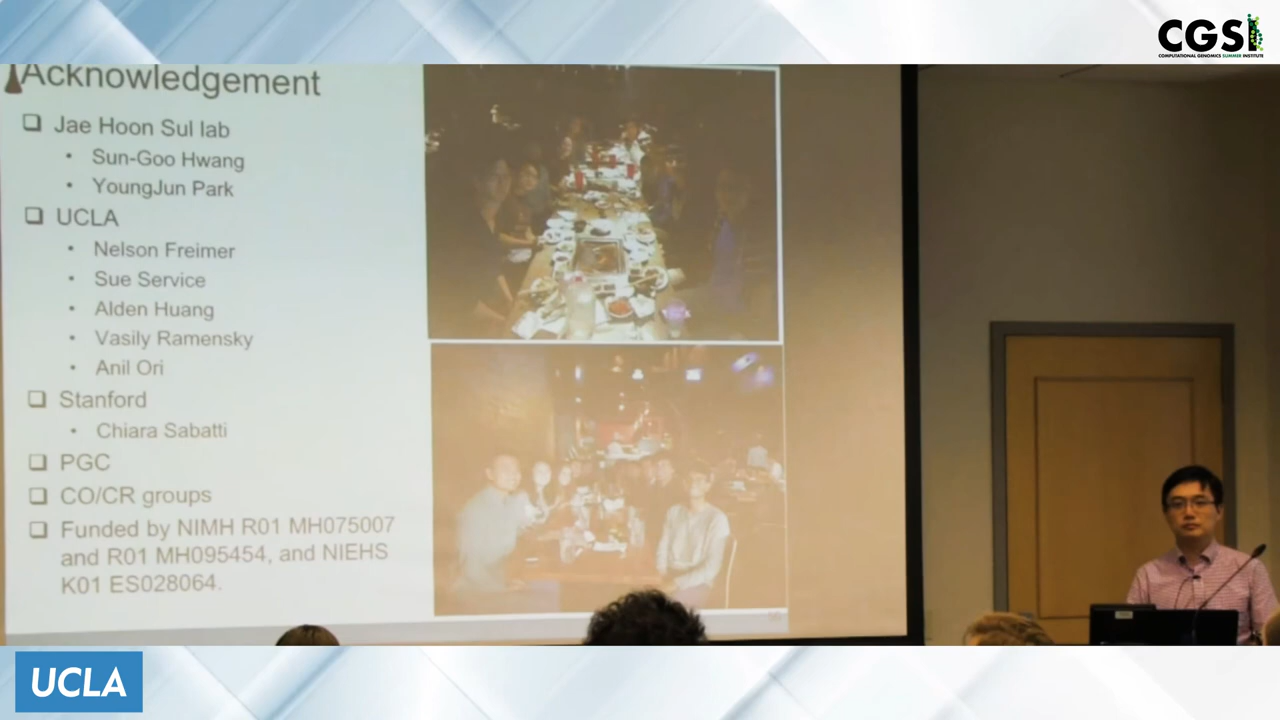 CGSI
COMPUTATIONAL GENOMICS SUMMER INSTITUTE
Acknowledgement
Jae Hoon Sul lab
Sun-Goo Hwang
YoungJun Park
UCLA
Nelson Freimer
Sue Service
Alden Huang
Vasily Ramensky
Anil Ori
Stanford
Chiara Sabatti
PGC
CO/CR groups
Funded by NIMH R01 MH075007
and R01 MH095454, and NIEHS
K01 ES028064.
UCLA